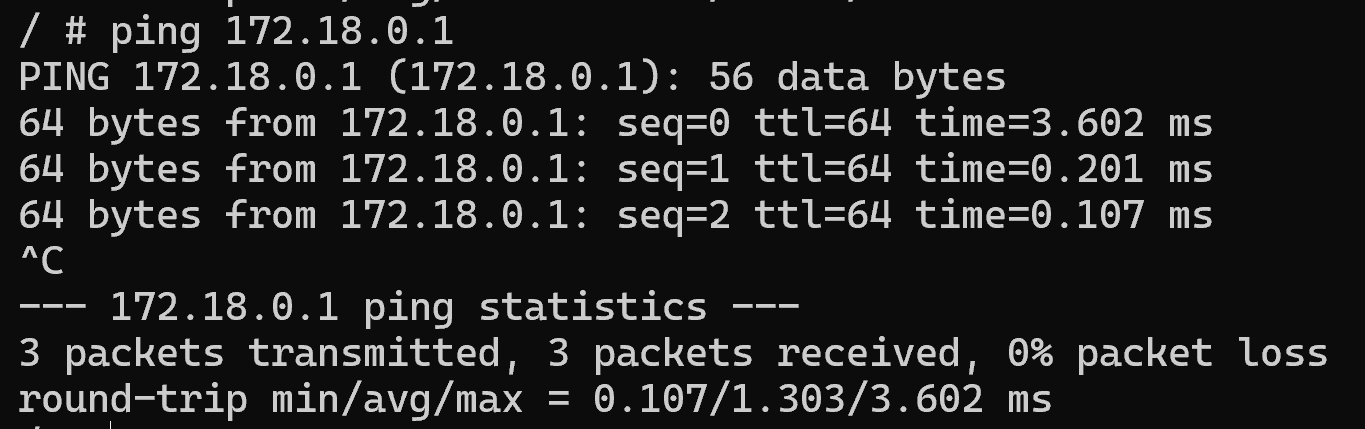 / # ping 172.18.0.1
PING 172.18.0.1 (172.18.0.1): 56 data bytes
64 bytes from 172.18.0.1: seq=0 ttl=64 time=3.602 ms
64 bytes from 172.18.0.1: seq=1 ttl=64 time=0.201 ms
64 bytes from 172.18.0.1: seq=2 ttl=64 time=0.107 ms
^C
--- 172.18.0.1 ping statistics ---
3 packets transmitted, 3 packets received, 0% packet loss
round-trip min/avg/max = 0.107/1.303/3.602 ms